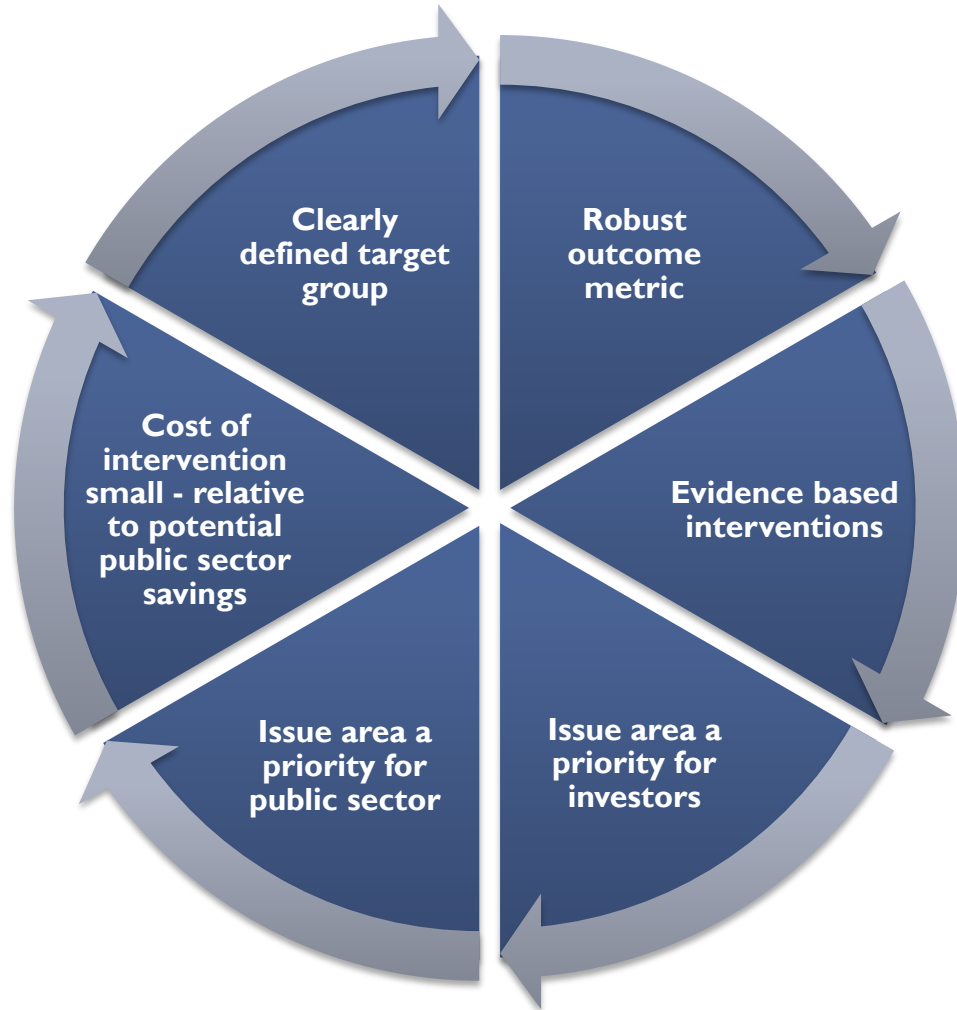 Clearly
defined target
group
Robust
outcome
metric
Cost of
intervention
small - relative
to potential
public sector
savings
Evidence based
interventions
Issue area a
priority for
public sector
Issue area a
priority for
investors